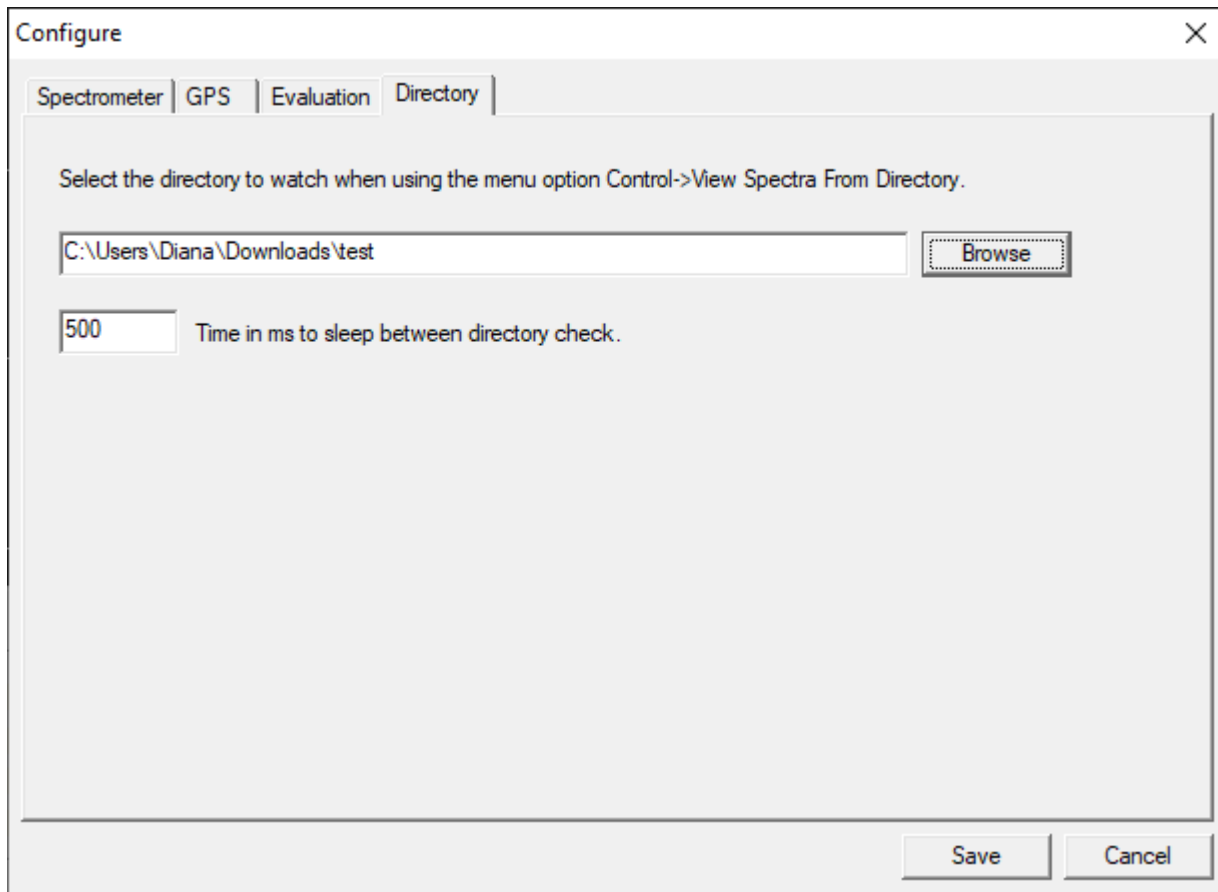 Configure
Spectrometer GPS Evaluation Directory
Select the directory to watch when using the menu option Control->View Spectra From Directory.
C:\Users\Diana\Downloads\test Browse
500 Time in ms to sleep between directory check.
Save Cancel